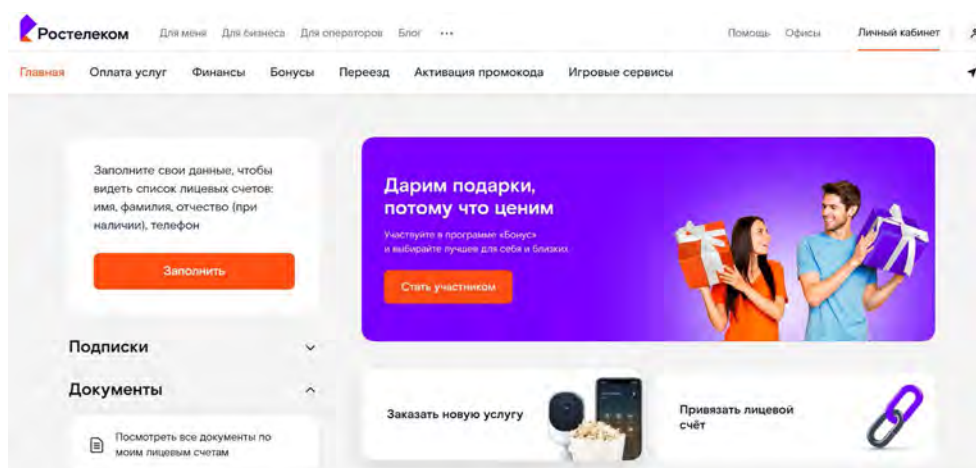 Ростелеком
Для меня Для бизнеса Для операторов Блог ···
Помощь Офисы Личный кабинет
Главная Оплата услуг Финансы Бонусы Переезд Активация промокода Игровые сервисы
Заполните свои данные, чтобы
видеть список лицевых счетов:
имя, фамилия, отчество (при
наличии), телефон
Заполнить
Дарим подарки,
потому что ценим
Участвуйте в программе «Бонус»
и выбирайте лучшее для себя и близких.
Стать участником
Подписки
Документы
Посмотреть все документы по
моим лицевым счетам
Заказать новую услугу
Привязать лицевой
счёт